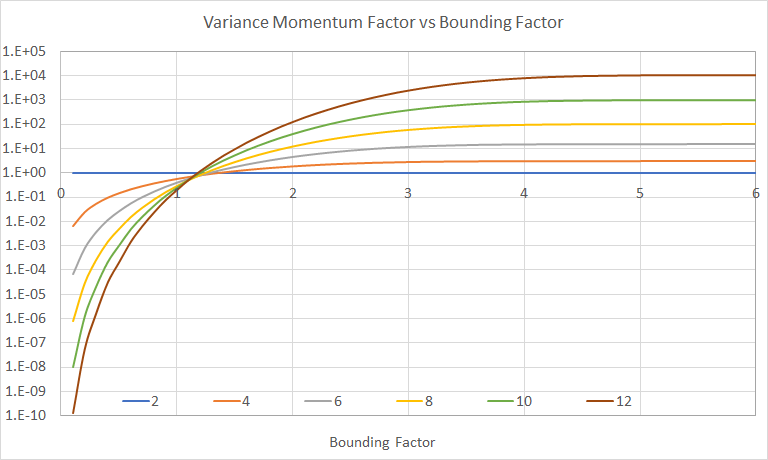 Variance Momentum Factor vs Bounding Factor
1.E+05
1.E+04
1.E+03
1.E+02
1.E+01
1.E+00
1.E-01
1.E-02
1.E-03
1.E-04
1.E-05
1.E-06
1.E-07
1.E-08
1.E-09
1.E-10
0 1 2 3 4 5 6
2 4 6 8 10 12
Bounding Factor